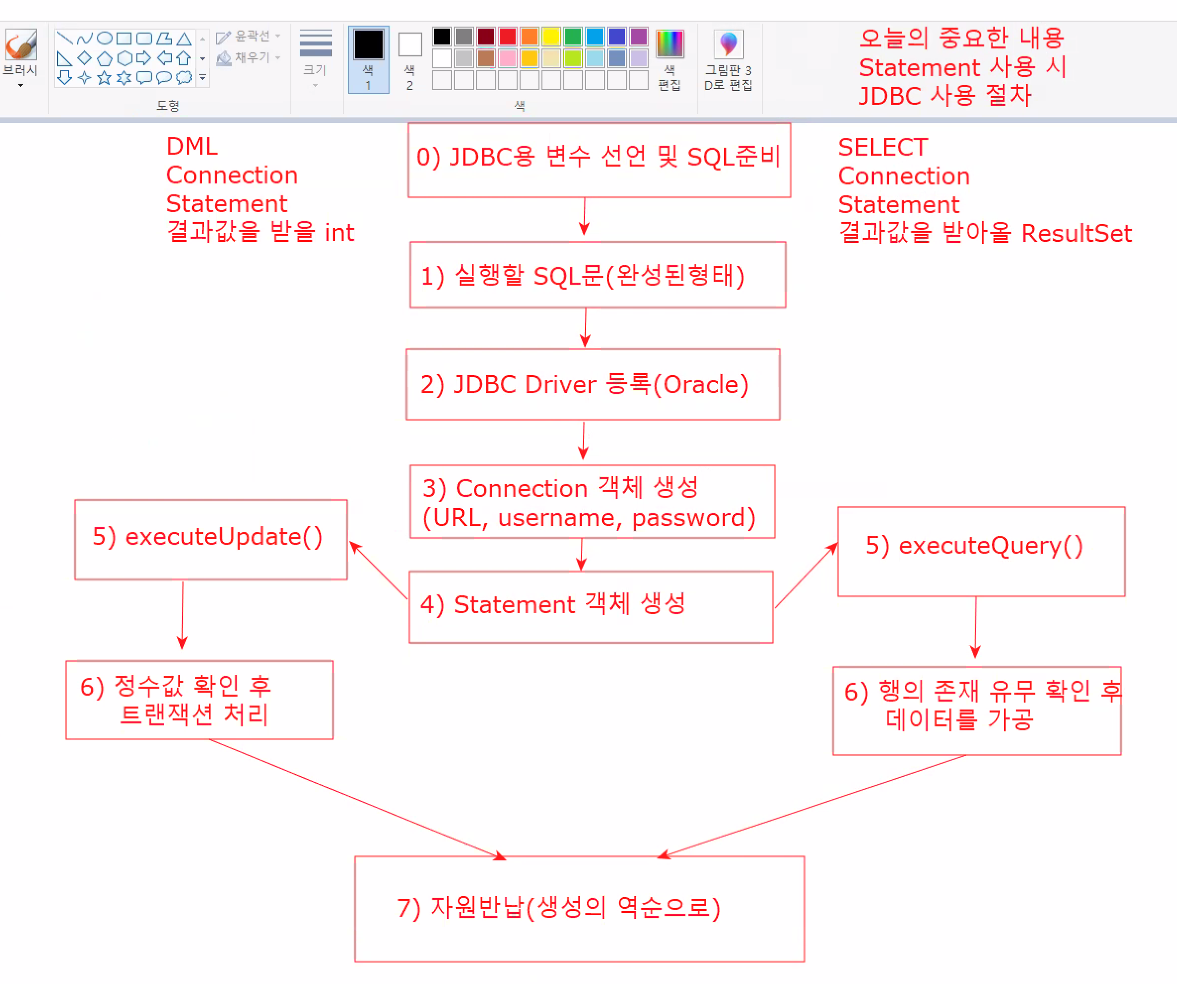 윤곽선
채우기
브러시
도형
크기
색
1
색
2
색
편집
색
그림판 3
D로 편집
오늘의 중요한 내용
Statement 사용 시
JDBC 사용 절차
DML
Connection
Statement
결과값을 받을 int
0) JDBC용 변수 선언 및 SQL준비
SELECT
Connection
Statement
결과값을 받아올 ResultSet
1) 실행할 SQL문(완성된형태)
2) JDBC Driver 등록(Oracle)
3) Connection 객체 생성
(URL, username, password)
4) Statement 객체 생성
5) executeUpdate()
5) executeQuery()
6) 정수값 확인 후
트랜잭션 처리
6) 행의 존재 유무 확인 후
데이터를 가공
7) 자원반납(생성의 역순으로)